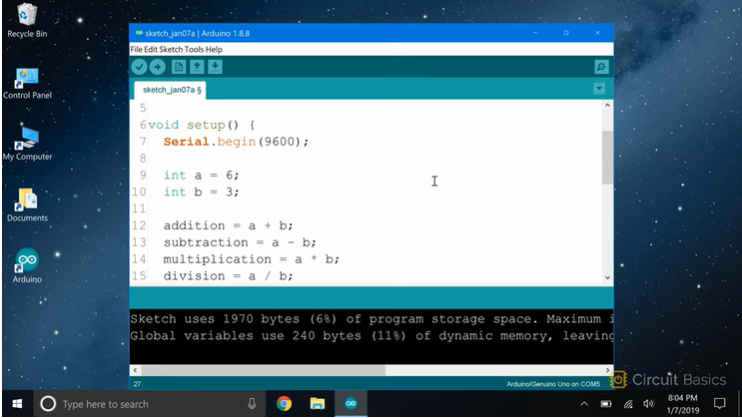 Recycle Bin
Control Panel
My Computer
Documents
Arduino
sketch_jan07a | Arduino 1.8.8
File Edit Sketch Tools Help
sketch_jan07a §
5
6 void setup() {
7 Serial.begin(9600);
8
9 int a = 6;
10 int b = 3;
11
12 addition = a + b;
13 subtraction = a - b;
14 multiplication = a * b;
15 division = a / b;
Sketch uses 1970 bytes (6%) of program storage space. Maximum
Global variables use 240 bytes (11%) of dynamic memory, leaving
27
Arduino/Genuino Uno on COM5
Circuit Basics
Type here to search
8:04 PM
1/7/2019